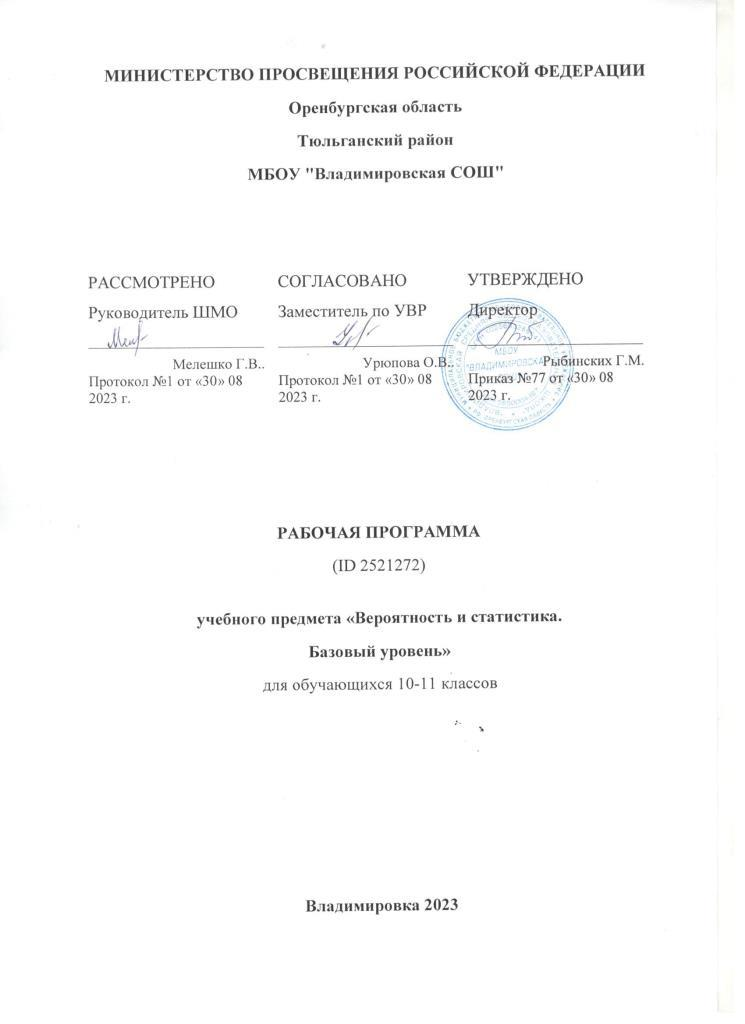 МИНИСТЕРСТВО ПРОСВЕЩЕНИЯ РОССИЙСКОЙ ФЕДЕРАЦИИ
Оренбургская область
Тюльганский район
МБОУ "Владимировская СОШ"
РАССМОТРЕНО
Руководитель ШМО
Мелешко Г.В..
Протокол №1 от «30» 08
2023 г.
СОГЛАСОВАНО
Заместитель по УВР
Урюпова О.В..
Протокол №1 от «30» 08
2023 г.
УТВЕРЖДЕНО
Директор
Рыбинских Г.М.
Приказ №77 от «30» 08
2023 г.
МБОУ
"ВЛАДИМИРОВСКАЯ
РАБОЧАЯ ПРОГРАММА
(ID 2521272)
учебного предмета «Вероятность и статистика.
Базовый уровень»
для обучающихся 10-11 классов
Владимировка 2023